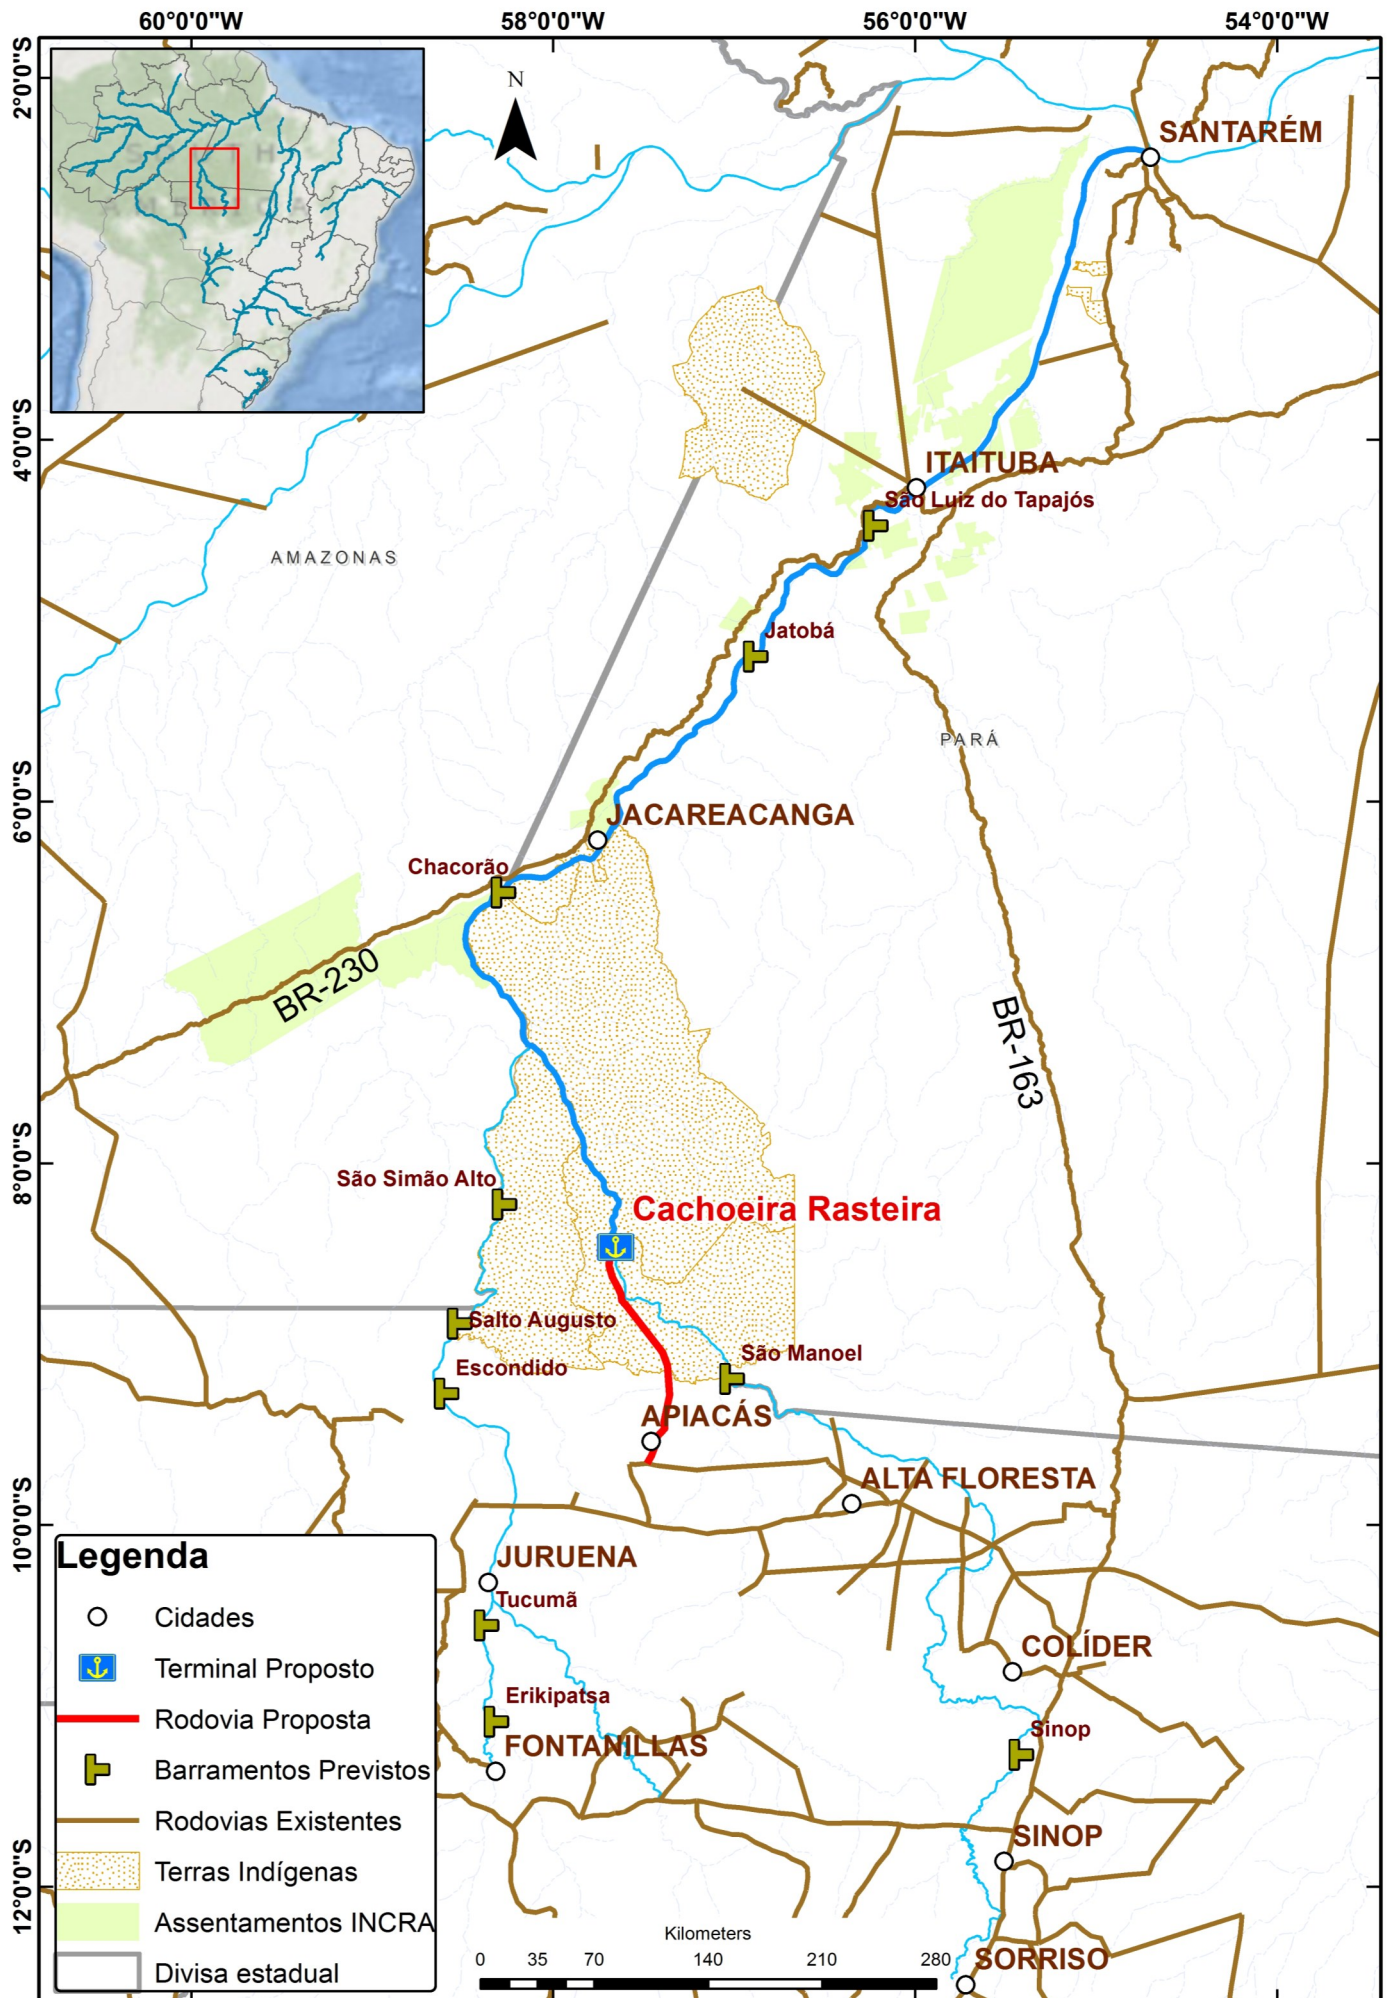 60°0'0"W 58°0'0"W 56°0'0"W 54°0'0"W
2°0'0"S
4°0'0"S
6°0'0"S
8°0'0"S
10°0'0"S
12°0'0"S
N
SANTARÉM
ITAITUBA
São Luiz do Tapajós
AMAZONAS
Jatobá
PARÁ
JACAREACANGA
Chacorão
BR-230
BR-163
São Simão Alto
Cachoeira Rasteira
Salto Augusto
São Manoel
Escondido
APIACÁS
ALTA FLORESTA
JURUENA
Tucumã
COLÍDER
Erikipatsa
Sinop
FONTANILLAS
SINOP
SORRISO
Legenda
Cidades
Terminal Proposto
Rodovia Proposta
Barramentos Previstos
Rodovias Existentes
Terras Indígenas
Assentamentos INCRA
Divisa estadual
Kilometers
0 35 70 140 210 280